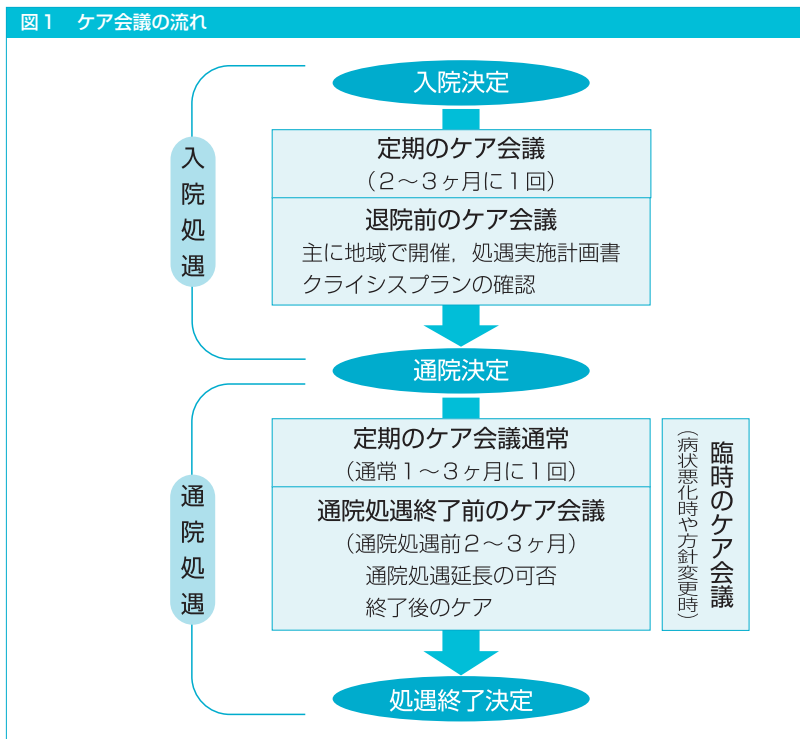 図1　ケア会議の流れ
入院決定
定期のケア会議
（2～3ヶ月に1回）
退院前のケア会議
主に地域で開催，処遇実施計画書
クライシスプランの確認
入院処遇
通院決定
定期のケア会議通常
（通常1～3ヶ月に1回）
通院処遇終了前のケア会議
（通院処遇前2～3ヶ月）
通院処遇延長の可否
終了後のケア
臨時のケア会議
（病状悪化時や方針変更時）
通院処遇
処遇終了決定